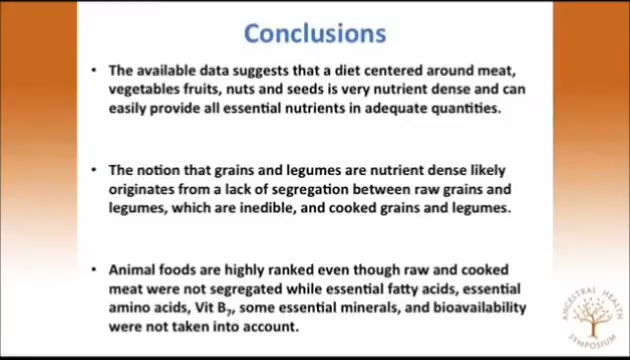 Conclusions
• The available data suggests that a diet centered around meat,
vegetables fruits, nuts and seeds is very nutrient dense and can
easily provide all essential nutrients in adequate quantities.
• The notion that grains and legumes are nutrient dense likely
originates from a lack of segregation between raw grains and
legumes, which are inedible, and cooked grains and legumes.
• Animal foods are highly ranked even though raw and cooked
meat were not segregated while essential fatty acids, essential
amino acids, Vit B₇, some essential minerals, and bioavailability
were not taken into account.
ANCESTRAL HEALTH
SYMPOSIUM